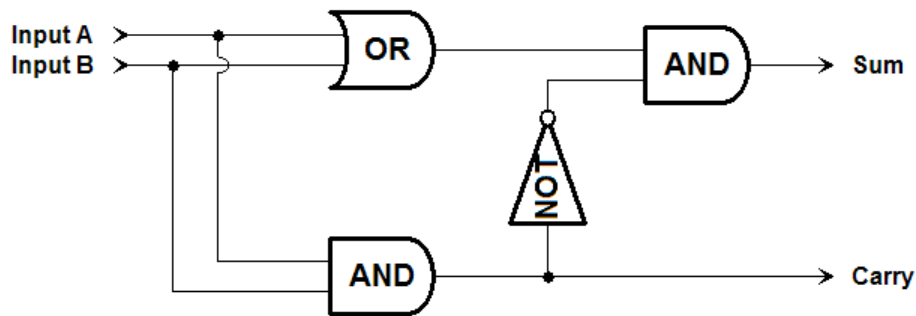 Input A
Input B
OR
AND
Sum
NOT
AND
Carry